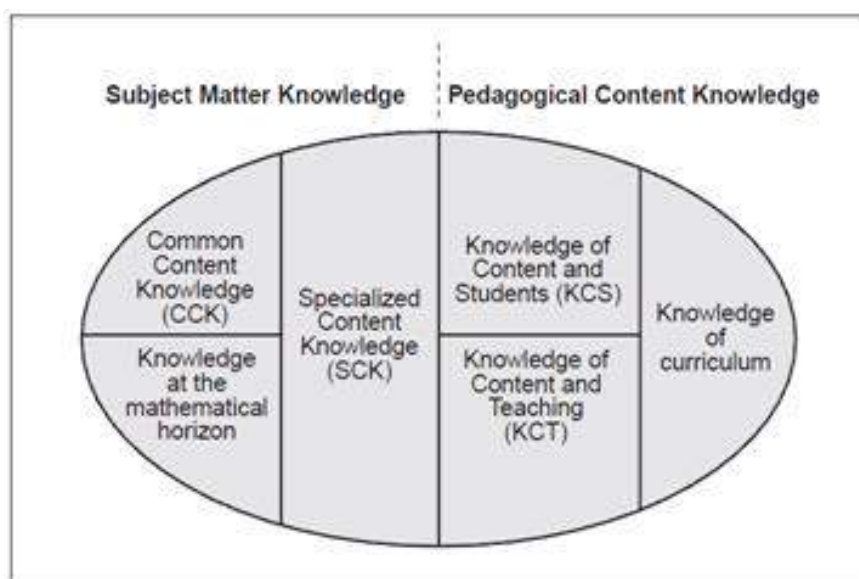 Subject Matter Knowledge
Pedagogical Content Knowledge
Common
Content
Knowledge
(CCK)
Knowledge
at the
mathematical
horizon
Specialized
Content
Knowledge
(SCK)
Knowledge of
Content and
Students (KCS)
Knowledge of
Content and
Teaching
(KCT)
Knowledge
of
curriculum